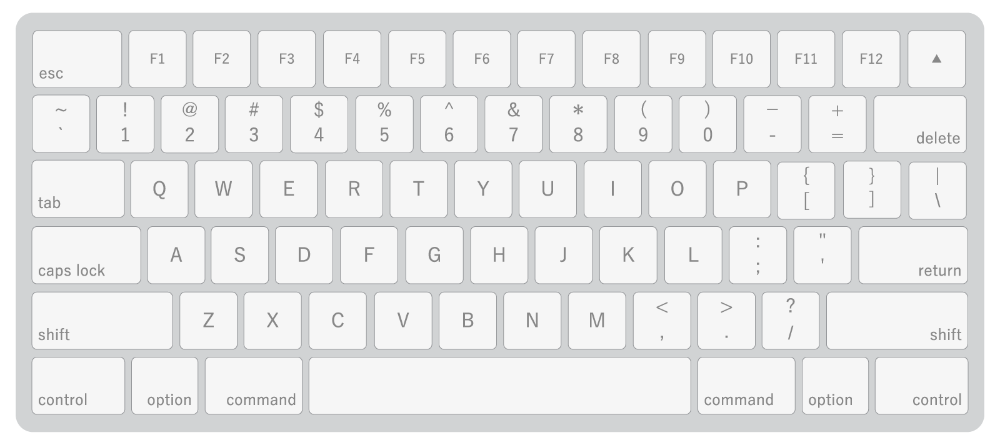 esc F1 F2 F3 F4 F5 F6 F7 F8 F9 F10 F11 F12 ▲
~ ! @ # $ % ^ & * ( ) — +
` 1 2 3 4 5 6 7 8 9 0 - = delete
tab Q W E R T Y U I O P { } |
[ ] \
caps lock A S D F G H J K L : "
; ' return
shift Z X C V B N M < > ?
, . / shift
control option command command option control